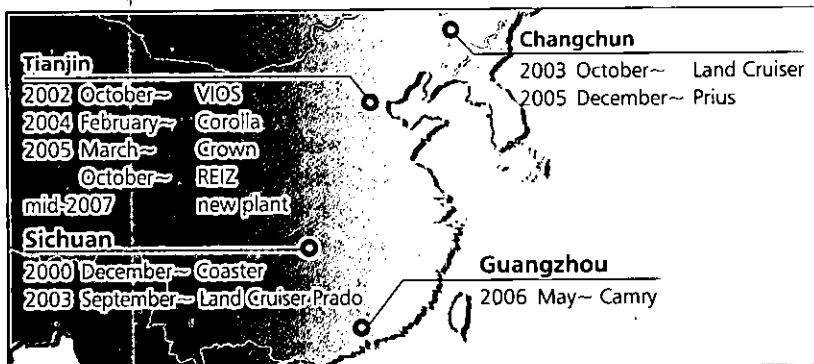 Tianjin
2002 October~ VIOS
2004 February~ Corolla
2005 March~ Crown
October~ REIZ
mid-2007 new plant
Sichuan
2000 December~ Coaster
2003 September~ Land Cruiser Prado
Changchun
2003 October~ Land Cruiser
2005 December~ Prius
Guangzhou
2006 May~ Camry